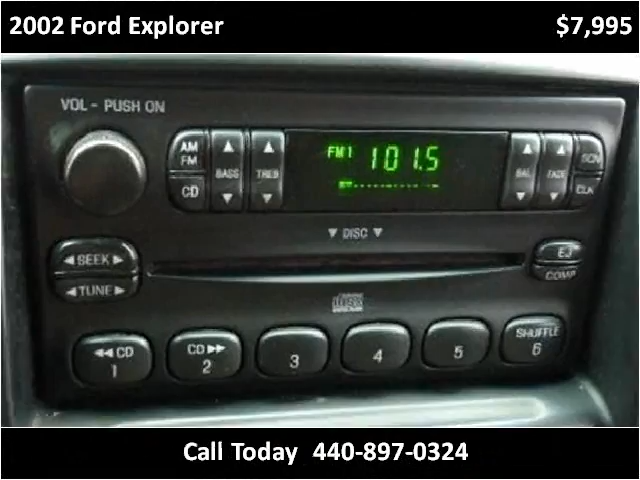 2002 Ford Explorer $7,995
VOL - PUSH ON
AM FM
CD
▲ BASS ▼
▲ TREB ▼
FM1 101.5
▲ BAL ▼
▲ FADE ▼
SCN
CLK
▼ DISC ▼
◄ SEEK ►
◄ TUNE ►
EJ
COMP
COMPACT disc
◄◄ CD 1
CD ►► 2
3
4
5
SHUFFLE 6
Call Today 440-897-0324